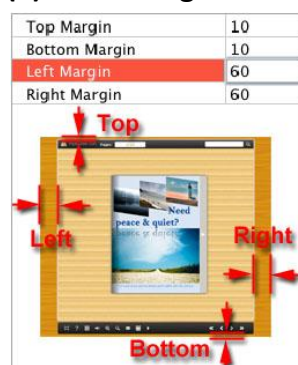 Top Margin 10
Bottom Margin 10
Left Margin 60
Right Margin 60
Top
Need
peace & quiet?
Left
Right
Bottom